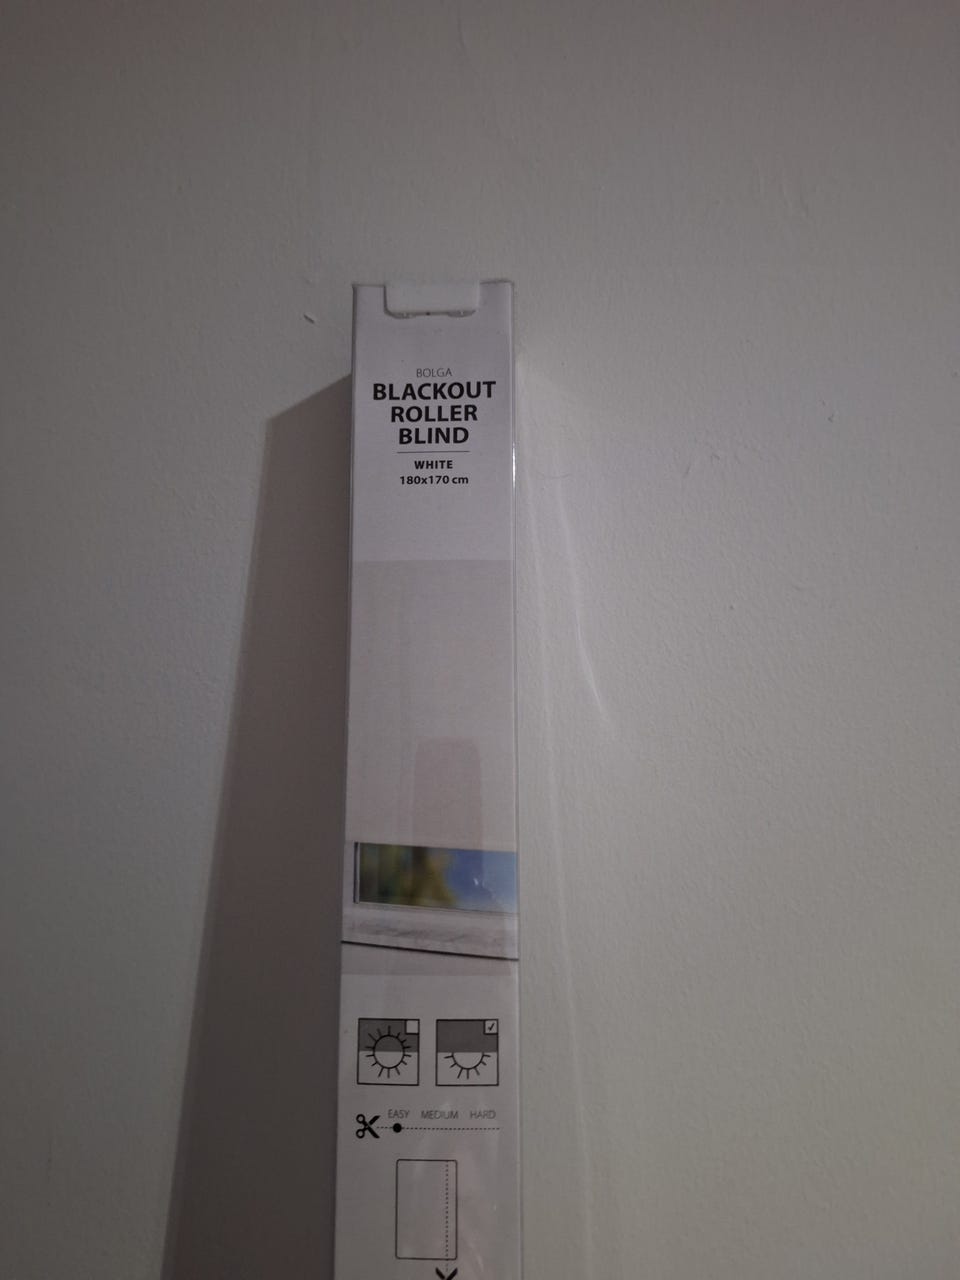 BOLGA
BLACKOUT
ROLLER
BLIND
WHITE
180x170 cm
EASY MEDIUM HARD